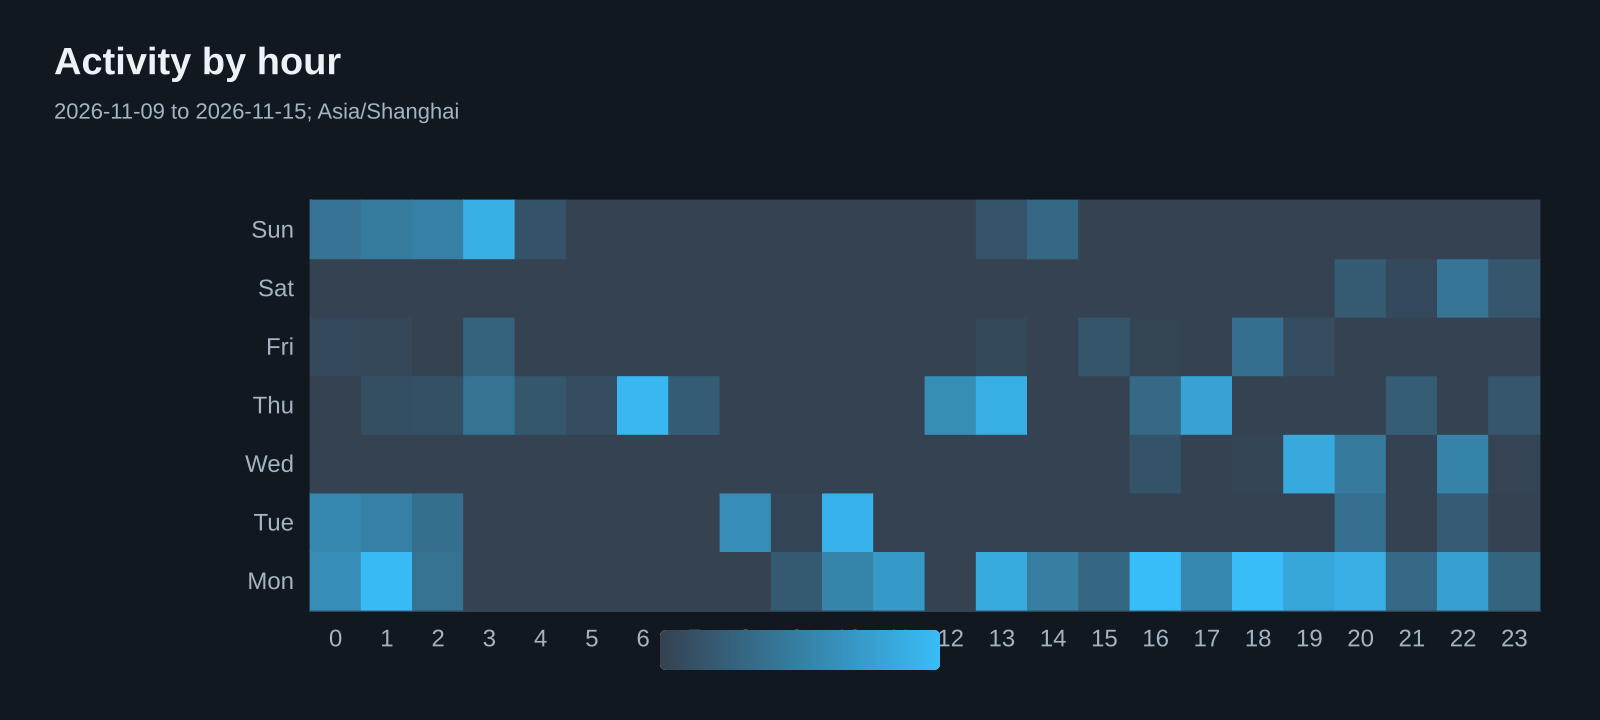 Activity by hour
2026-11-09 to 2026-11-15; Asia/Shanghai
Sun
Sat
Fri
Thu
Wed
Tue
Mon
0 1 2 3 4 5 6 12 13 14 15 16 17 18 19 20 21 22 23